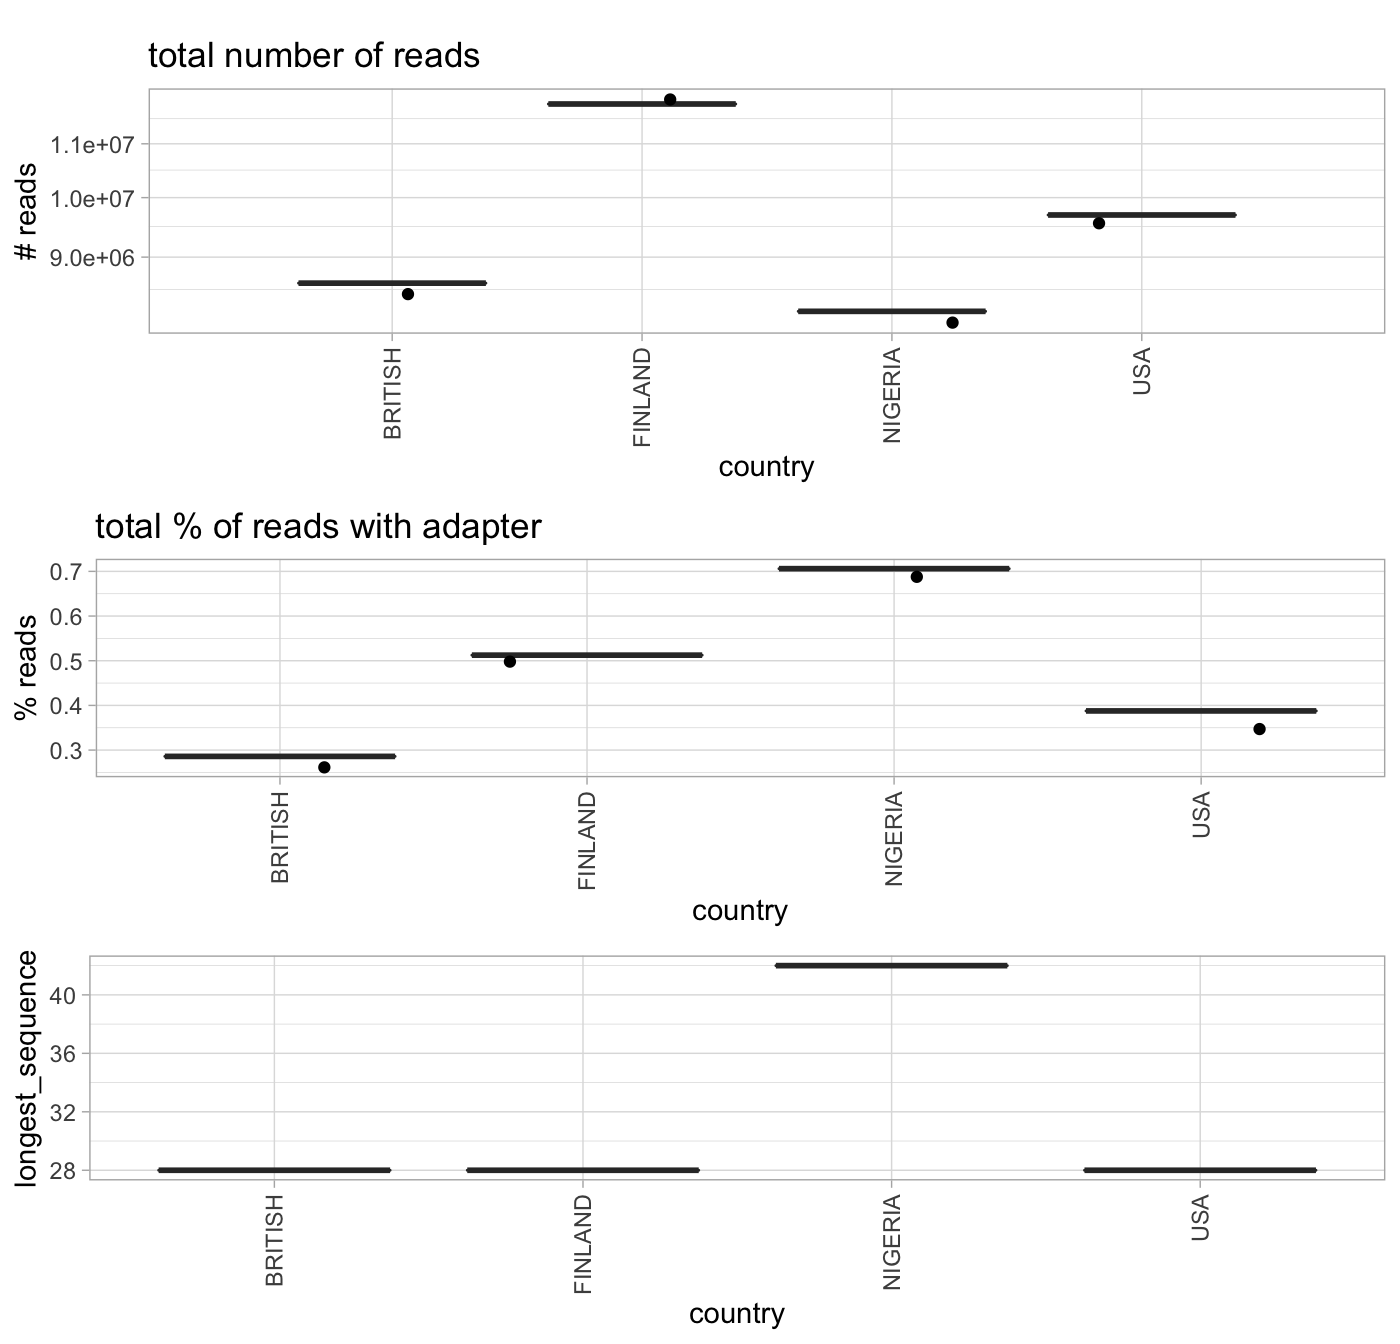 total number of reads
# reads
1.1e+07
1.0e+07
9.0e+06
BRITISH
FINLAND
NIGERIA
USA
country
total % of reads with adapter
% reads
0.7
0.6
0.5
0.4
0.3
BRITISH
FINLAND
NIGERIA
USA
country
longest_sequence
40
36
32
28
BRITISH
FINLAND
NIGERIA
USA
country